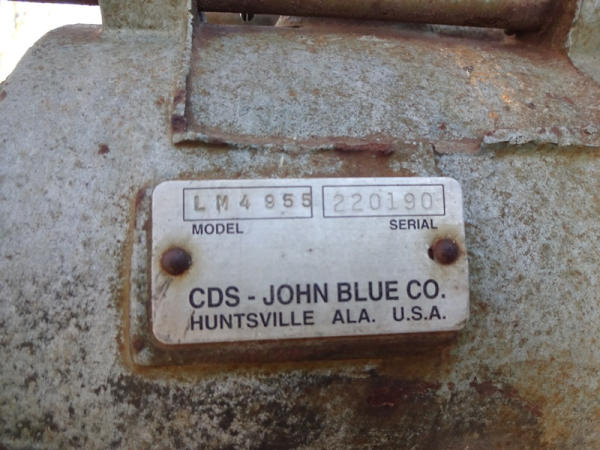 LM4955 220190
MODEL SERIAL
CDS - JOHN BLUE CO.
HUNTSVILLE ALA. U.S.A.